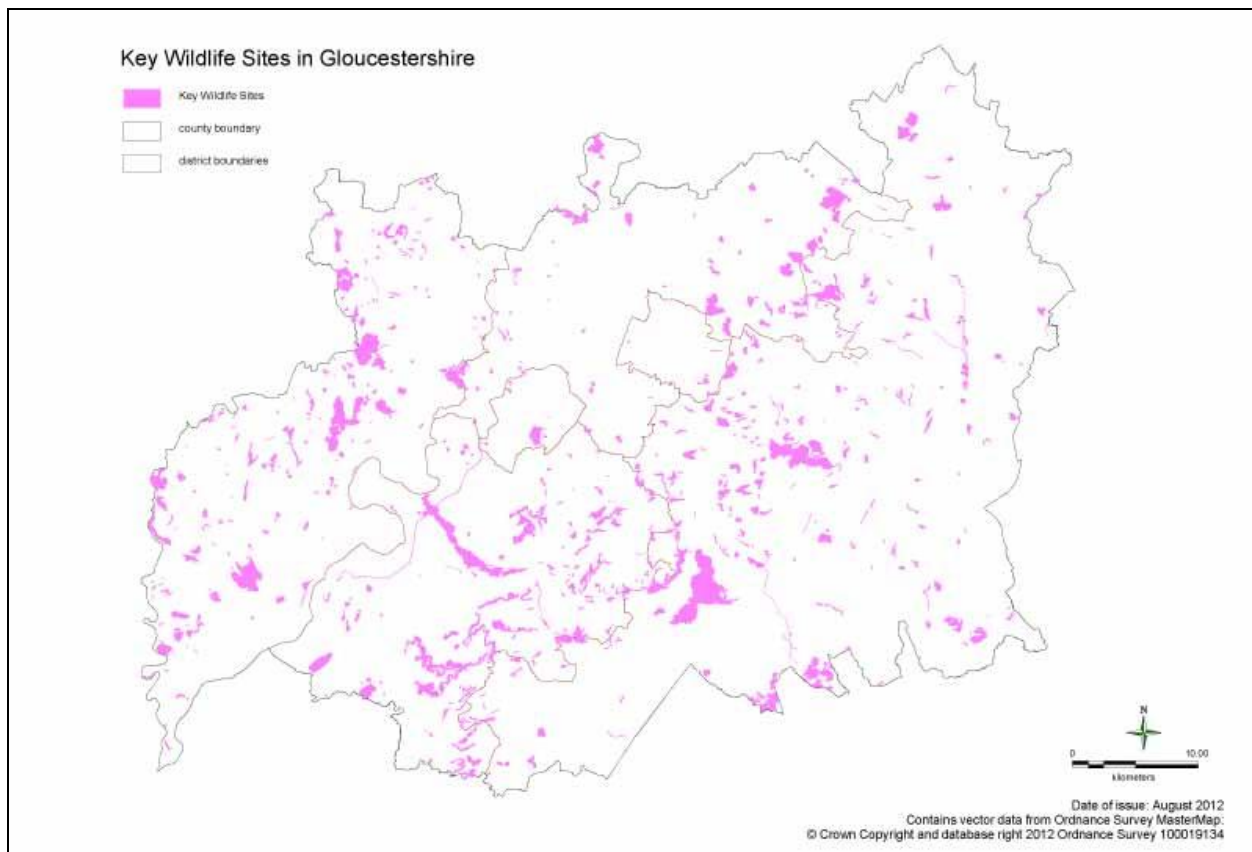 Key Wildlife Sites in Gloucestershire
Key Wildlife Sites
county boundary
district boundaries
N
0 10.00
kilometers
Date of issue: August 2012
Contains vector data from Ordnance Survey MasterMap:
© Crown Copyright and database right 2012 Ordnance Survey 100019134